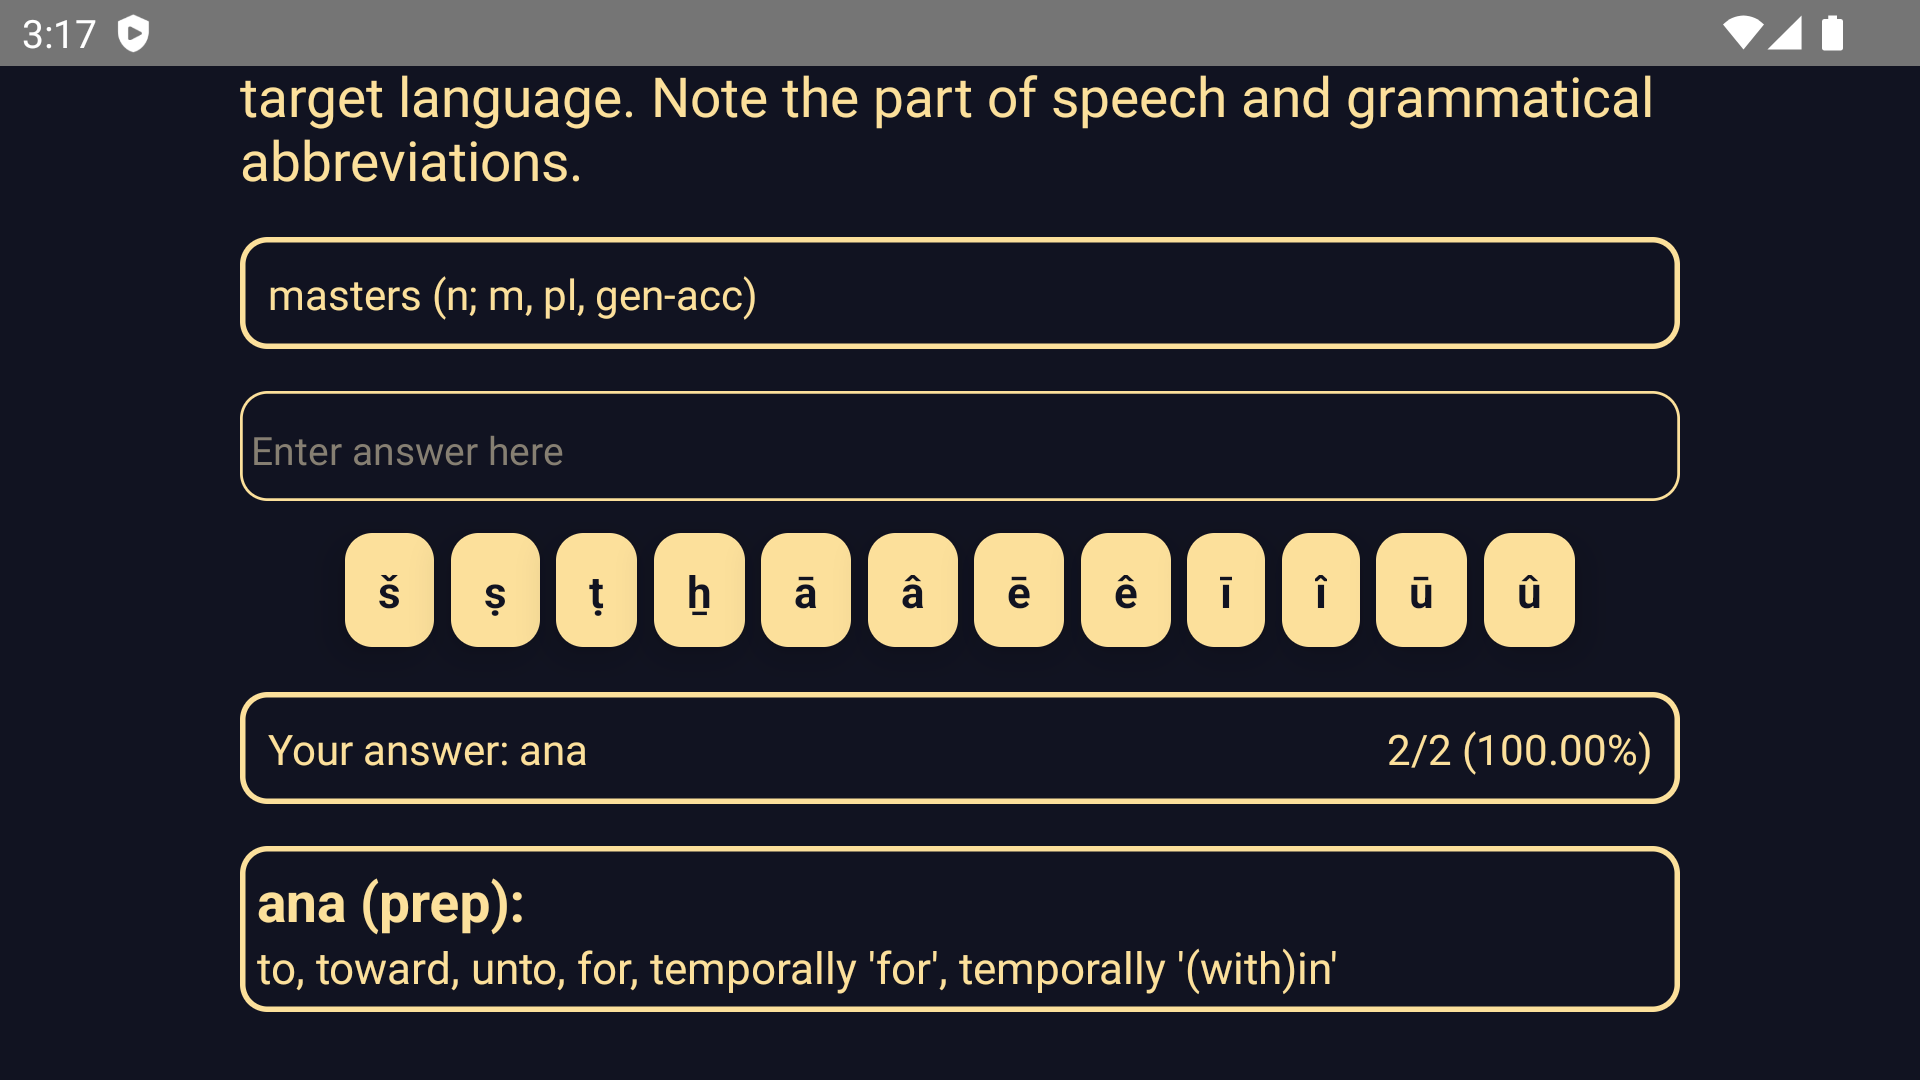 3:17
target language. Note the part of speech and grammatical
abbreviations.
masters (n; m, pl, gen-acc)
Enter answer here
š ṣ ṭ ẖ ā â ē ê ī î ū û
Your answer: ana 2/2 (100.00%)
ana (prep):
to, toward, unto, for, temporally 'for', temporally '(with)in'